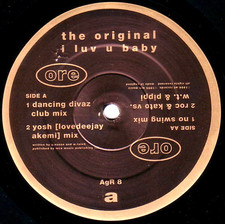 the original
i luv u baby
ore
SIDE A
1 dancing divaz
club mix
2 yosh [lovedeejay
akemi] mix
ore
SIDE AA
1 no swing mix
2 roc & kato vs.
w.t. & pippi
AgR 8
a